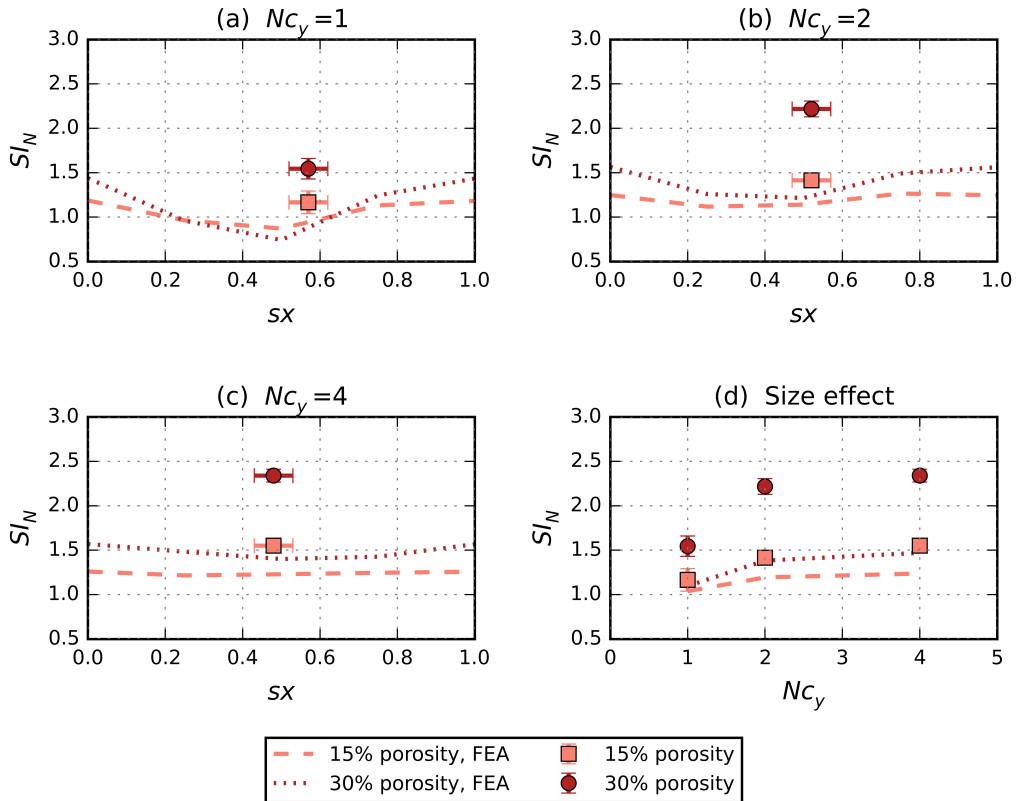 (a) Nc_y=1
(b) Nc_y=2
3.0
2.5
2.0
1.5
1.0
0.5
SI_N
0.0 0.2 0.4 0.6 0.8 1.0
sx
3.0
2.5
2.0
1.5
1.0
0.5
SI_N
0.0 0.2 0.4 0.6 0.8 1.0
sx
(c) Nc_y=4
(d) Size effect
3.0
2.5
2.0
1.5
1.0
0.5
SI_N
0.0 0.2 0.4 0.6 0.8 1.0
sx
3.0
2.5
2.0
1.5
1.0
0.5
SI_N
0 1 2 3 4 5
Nc_y
15% porosity, FEA
30% porosity, FEA
15% porosity
30% porosity